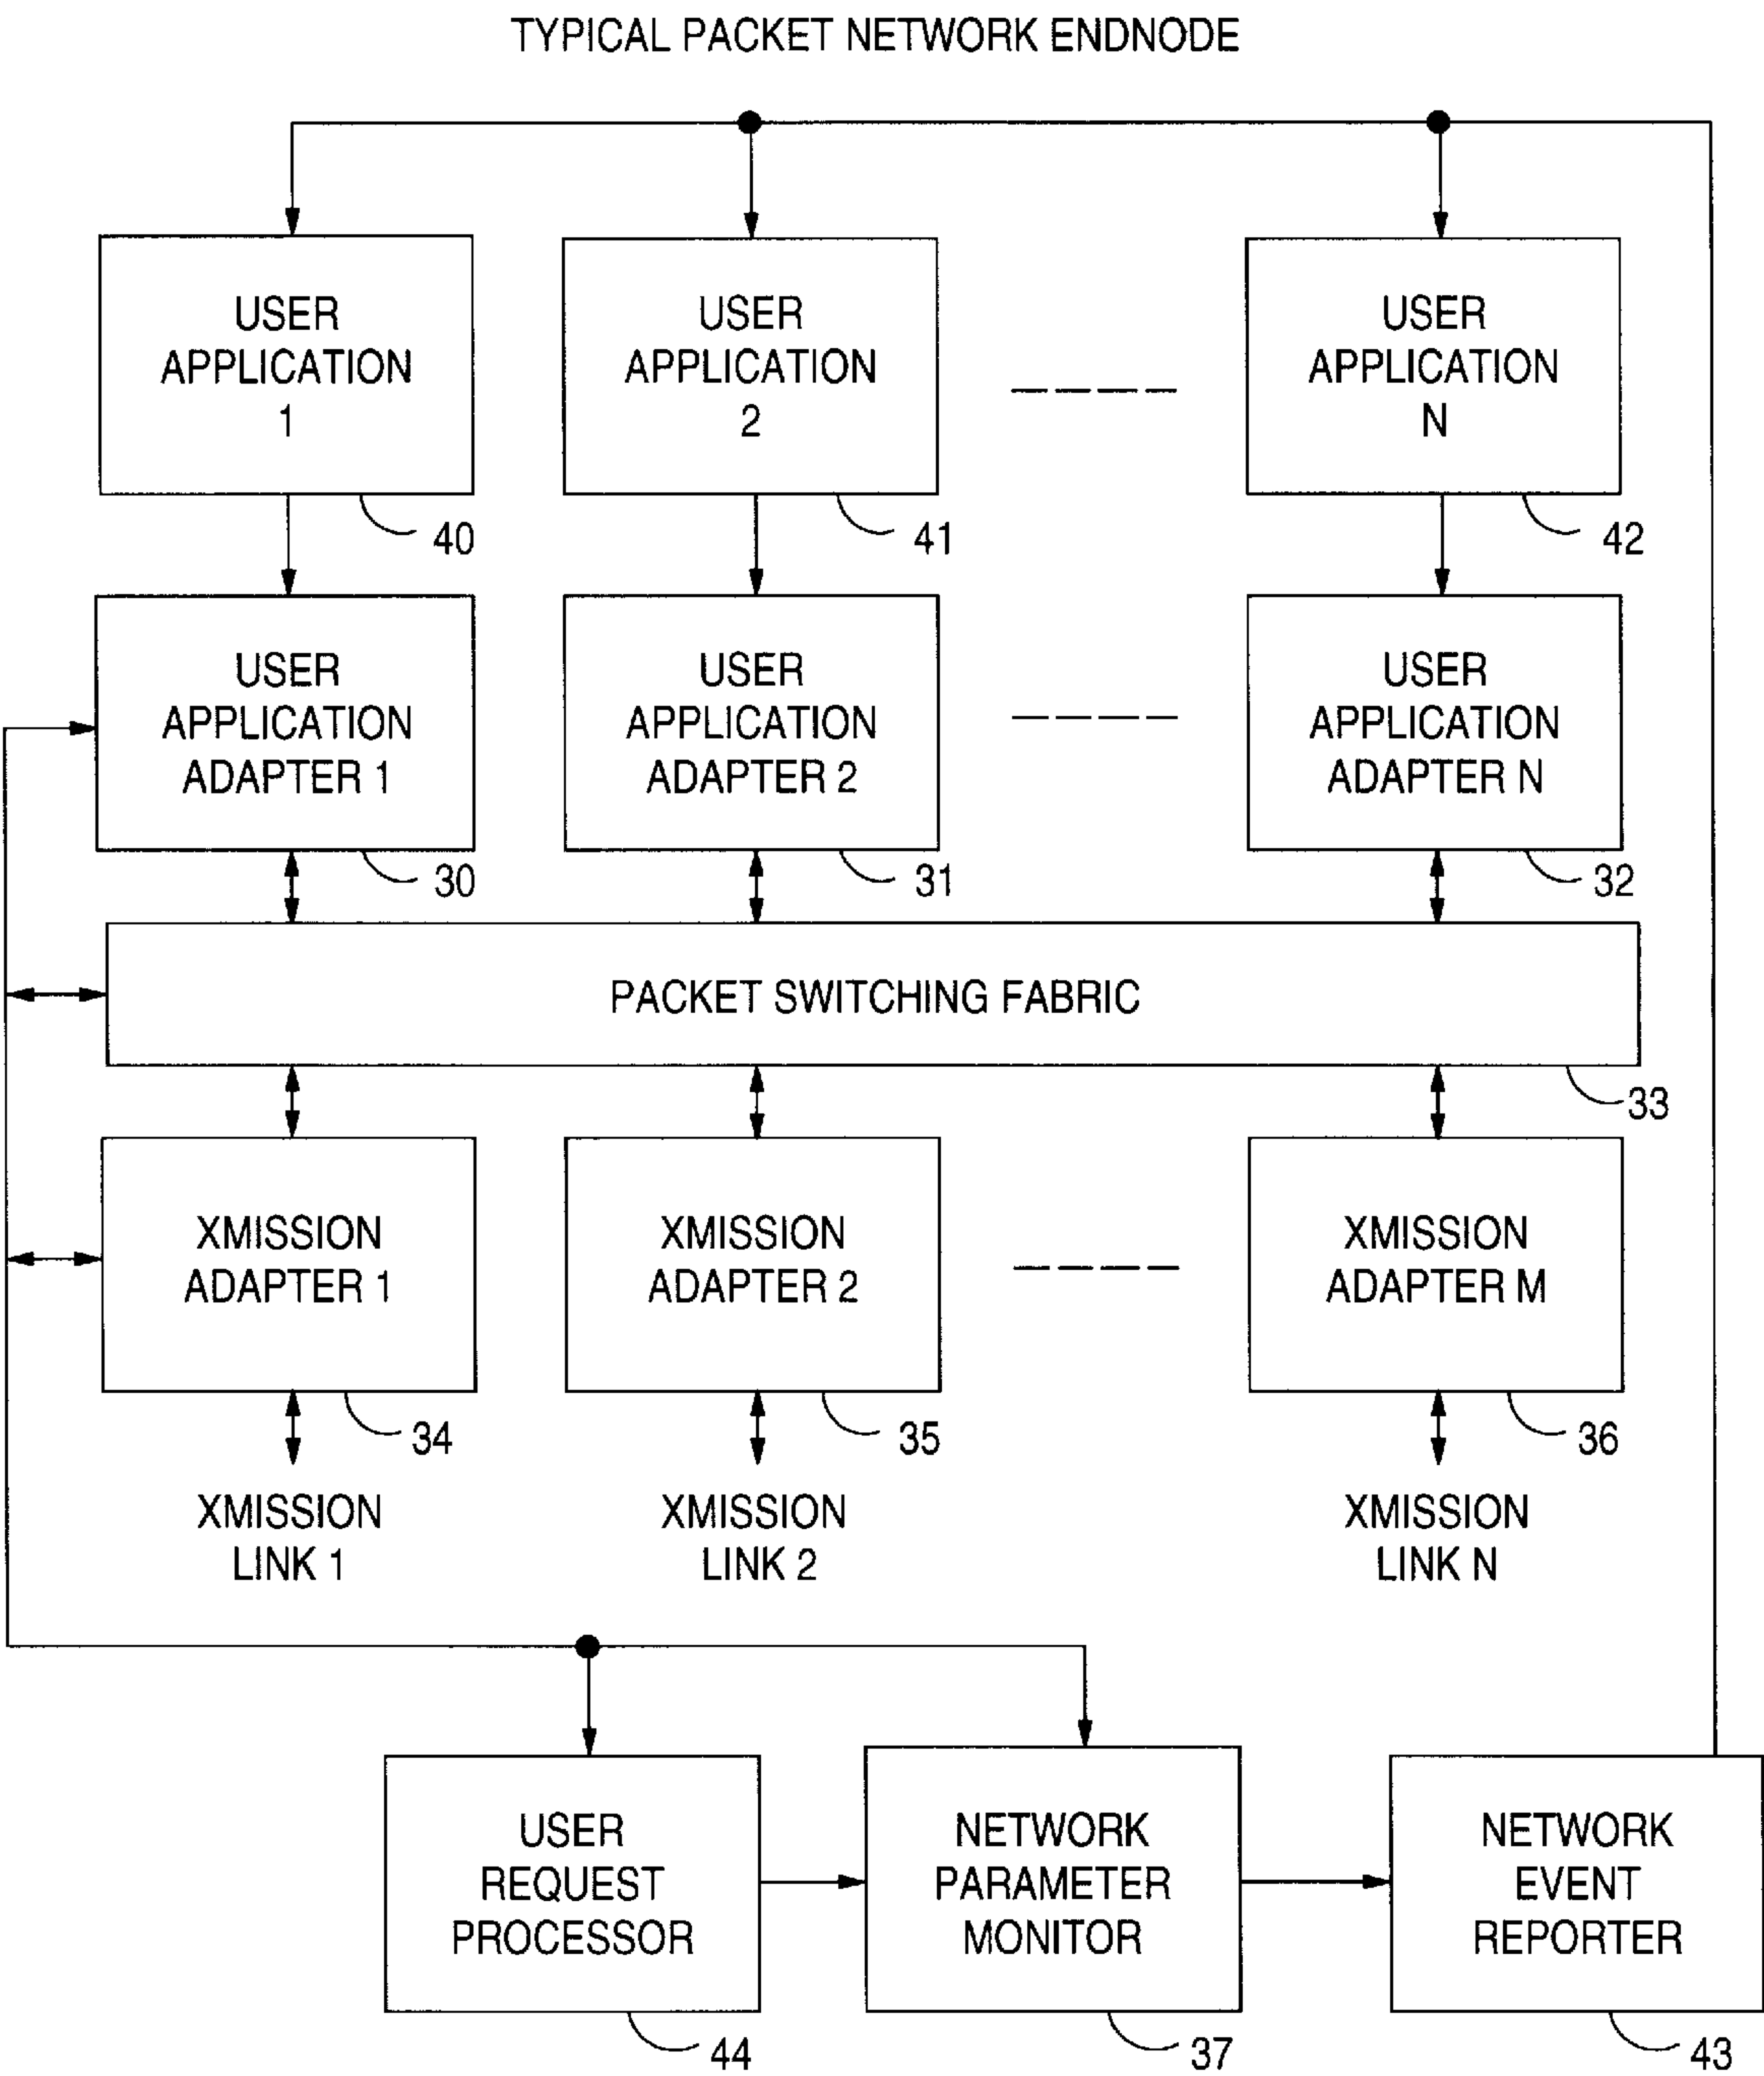 TYPICAL PACKET NETWORK ENDNODE
USER
APPLICATION
1
40
USER
APPLICATION
2
41
USER
APPLICATION
N
42
USER
APPLICATION
ADAPTER 1
30
USER
APPLICATION
ADAPTER 2
31
USER
APPLICATION
ADAPTER N
32
PACKET SWITCHING FABRIC
33
XMISSION
ADAPTER 1
34
XMISSION
ADAPTER 2
35
XMISSION
ADAPTER M
36
XMISSION
LINK 1
XMISSION
LINK 2
XMISSION
LINK N
USER
REQUEST
PROCESSOR
44
NETWORK
PARAMETER
MONITOR
37
NETWORK
EVENT
REPORTER
43